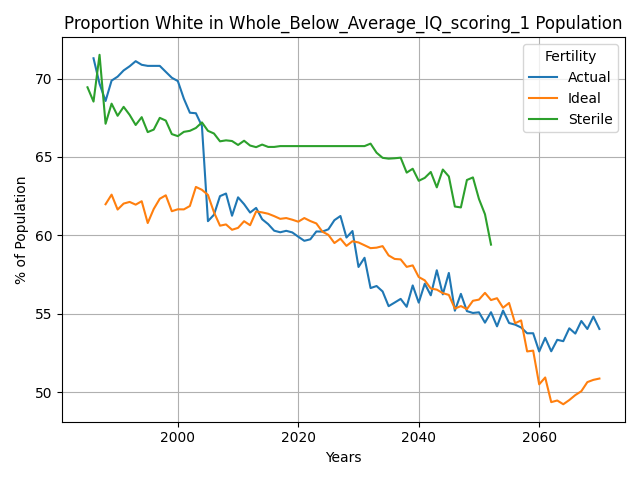 Proportion White in Whole_Below_Average_IQ_scoring_1 Population
Fertility
Actual
Ideal
Sterile
% of Population
70
65
60
55
50
2000
2020
2040
2060
Years